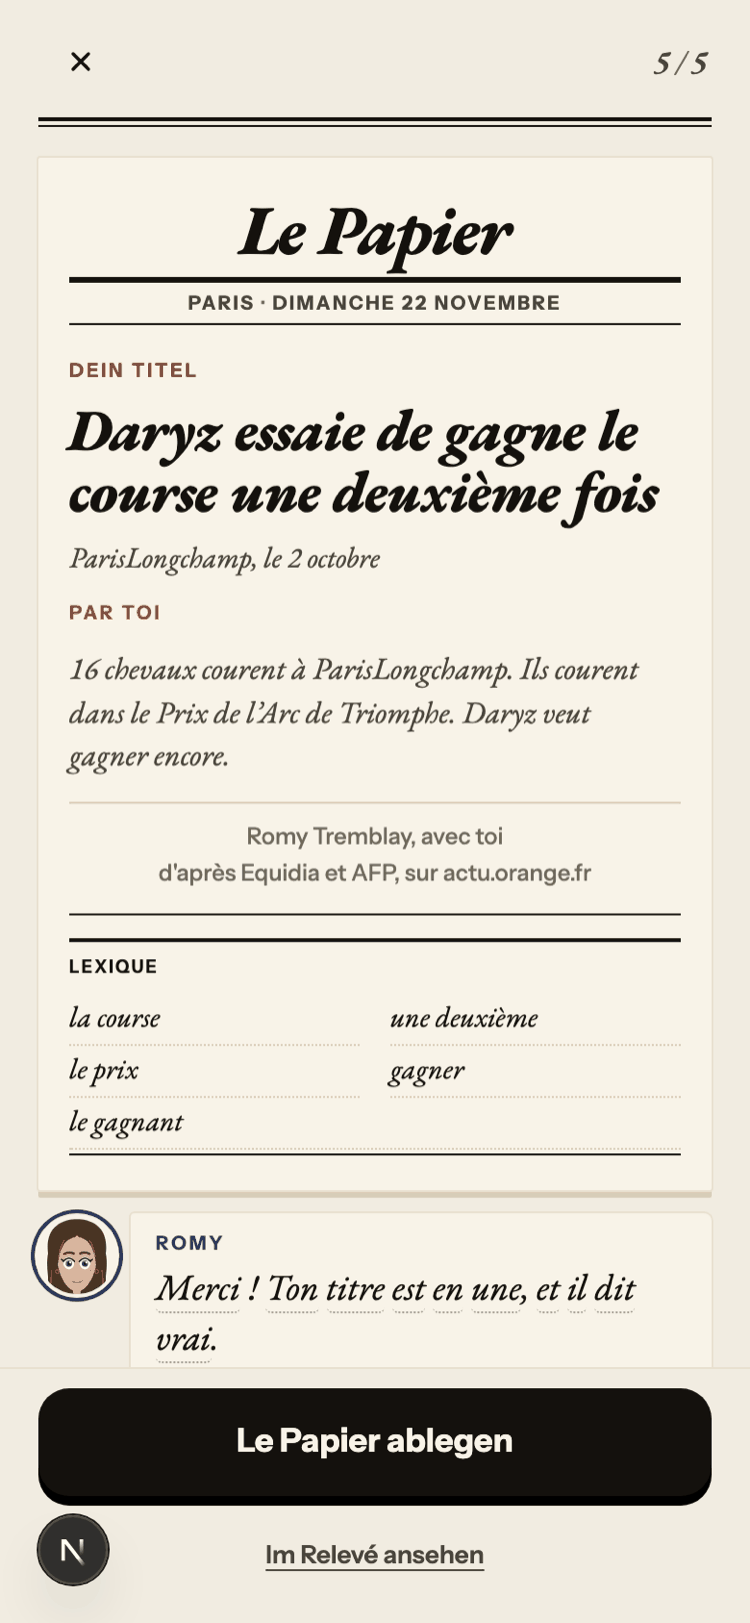 5/5
Le Papier
PARIS · DIMANCHE 22 NOVEMBRE
DEIN TITEL
Daryz essaie de gagne le
course une deuxième fois
ParisLongchamp, le 2 octobre
PAR TOI
16 chevaux courent à ParisLongchamp. Ils courent
dans le Prix de l’Arc de Triomphe. Daryz veut
gagner encore.
Romy Tremblay, avec toi
d'après Equidia et AFP, sur actu.orange.fr
LEXIQUE
la course
une deuxième
le prix
gagner
le gagnant
ROMY
Merci ! Ton titre est en une, et il dit
vrai.
Le Papier ablegen
N
Im Relevé ansehen